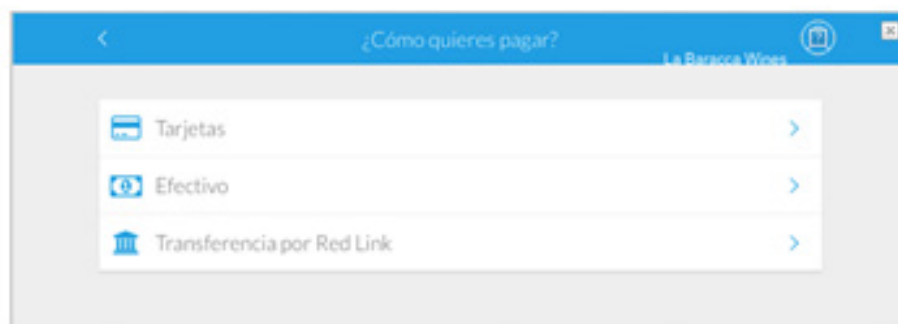 ¿Cómo quieres pagar?
La Baracca Wines
Tarjetas
Efectivo
Transferencia por Red Link